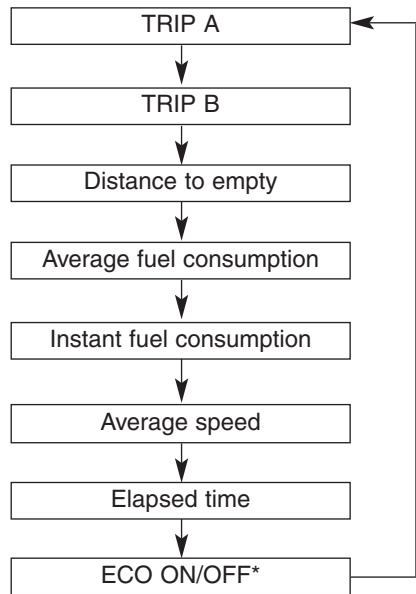 TRIP A
TRIP B
Distance to empty
Average fuel consumption
Instant fuel consumption
Average speed
Elapsed time
ECO ON/OFF*